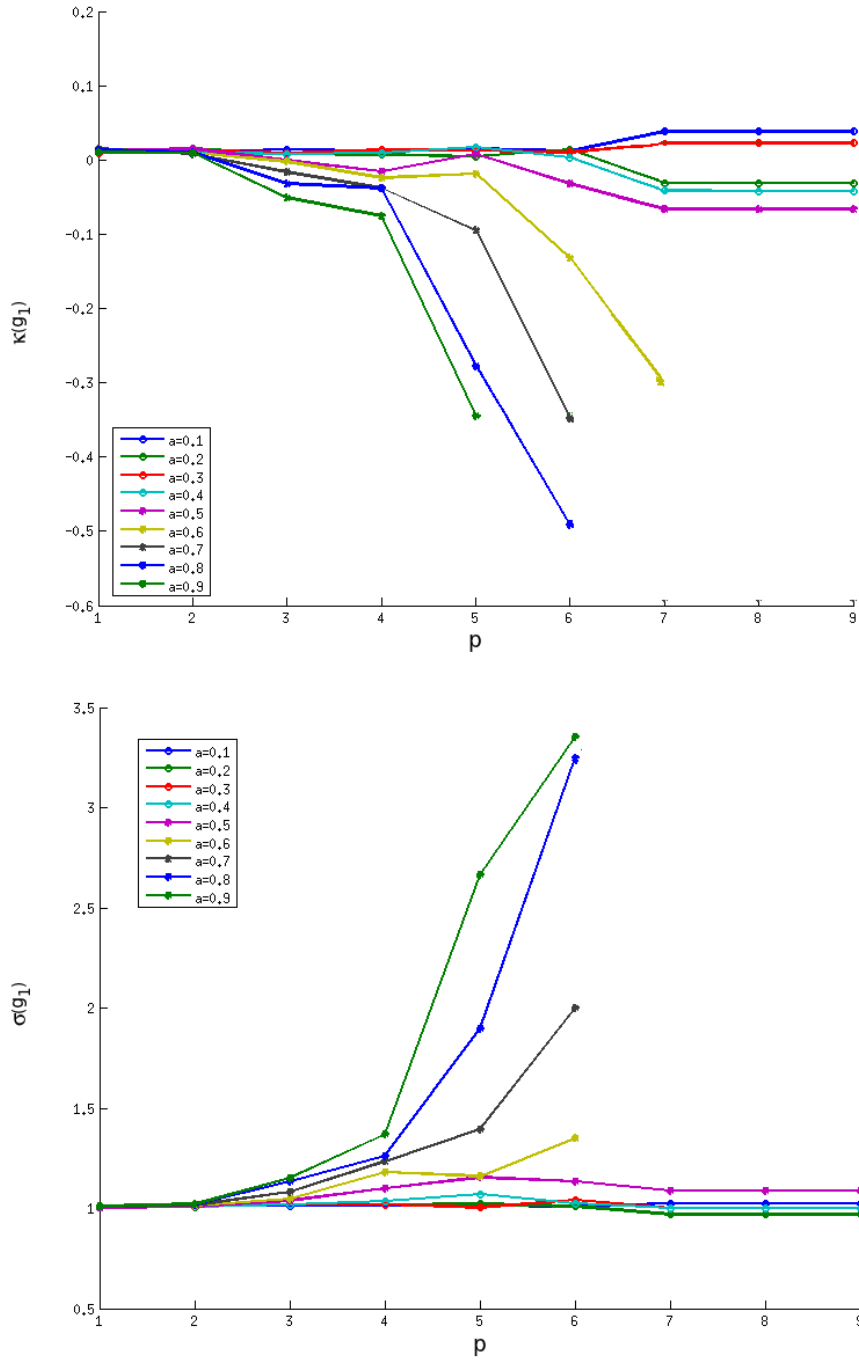 0.2
0.1
0
-0.1
-0.2
-0.3
-0.4
-0.5
-0.6
κ(g1)
a=0.1
a=0.2
a=0.3
a=0.4
a=0.5
a=0.6
a=0.7
a=0.8
a=0.9
1 2 3 4 5 6 7 8 9
p
3.5
3
2.5
2
1.5
1
0.5
σ(g1)
a=0.1
a=0.2
a=0.3
a=0.4
a=0.5
a=0.6
a=0.7
a=0.8
a=0.9
1 2 3 4 5 6 7 8 9
p